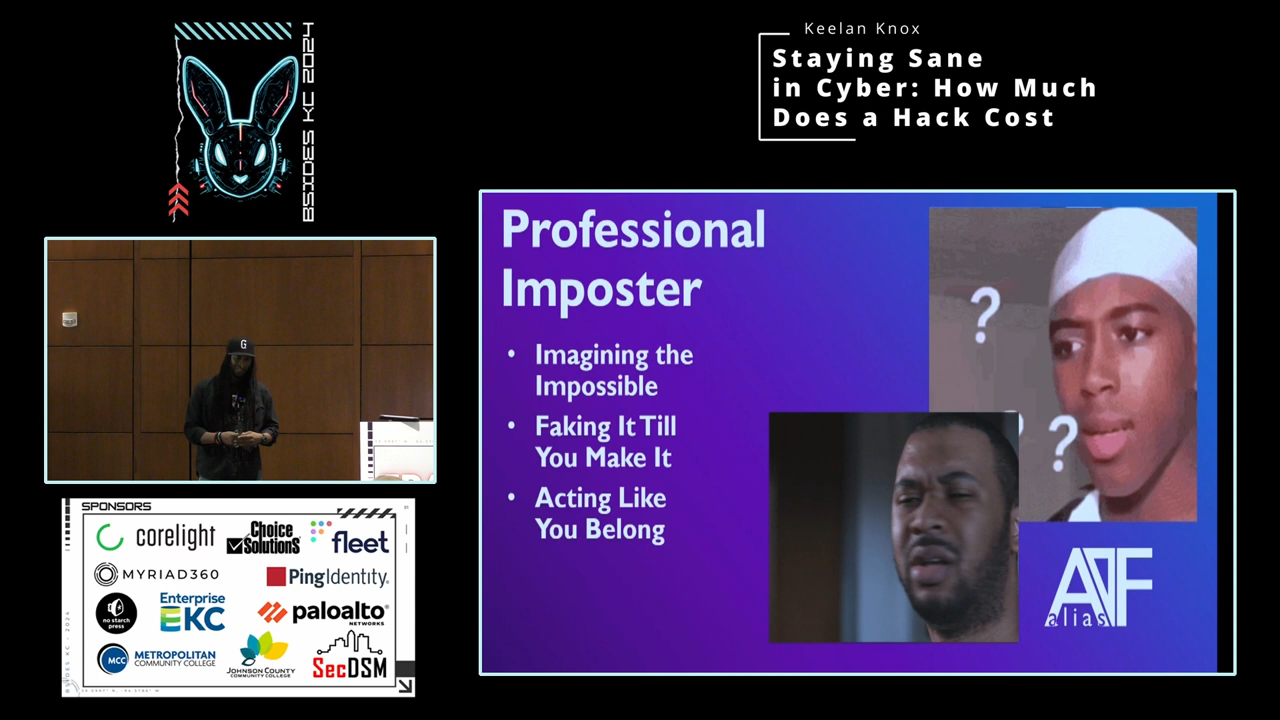 BSIDES KC 2024
Keelan Knox
Staying Sane
in Cyber: How Much
Does a Hack Cost
G
Professional
Imposter
• Imagining the
Impossible
• Faking It Till
You Make It
• Acting Like
You Belong
?
?
alias
AF
SPONSORS
corelight
Choice
Solutions
fleet
MYRIAD360
PingIdentity
no starch
press
Enterprise
EKC
paloalto
NETWORKS
MCC
METROPOLITAN
COMMUNITY COLLEGE
JOHNSON COUNTY
COMMUNITY COLLEGE
SecDSM